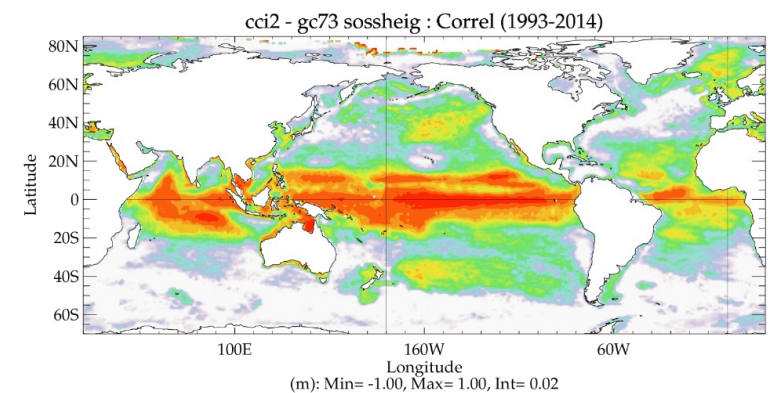 cci2 - gc73 sossheig : Correl (1993-2014)
80N
60N
40N
20N
0
20S
40S
60S
Latitude
100E 160W 60W
Longitude
(m): Min= -1.00, Max= 1.00, Int= 0.02